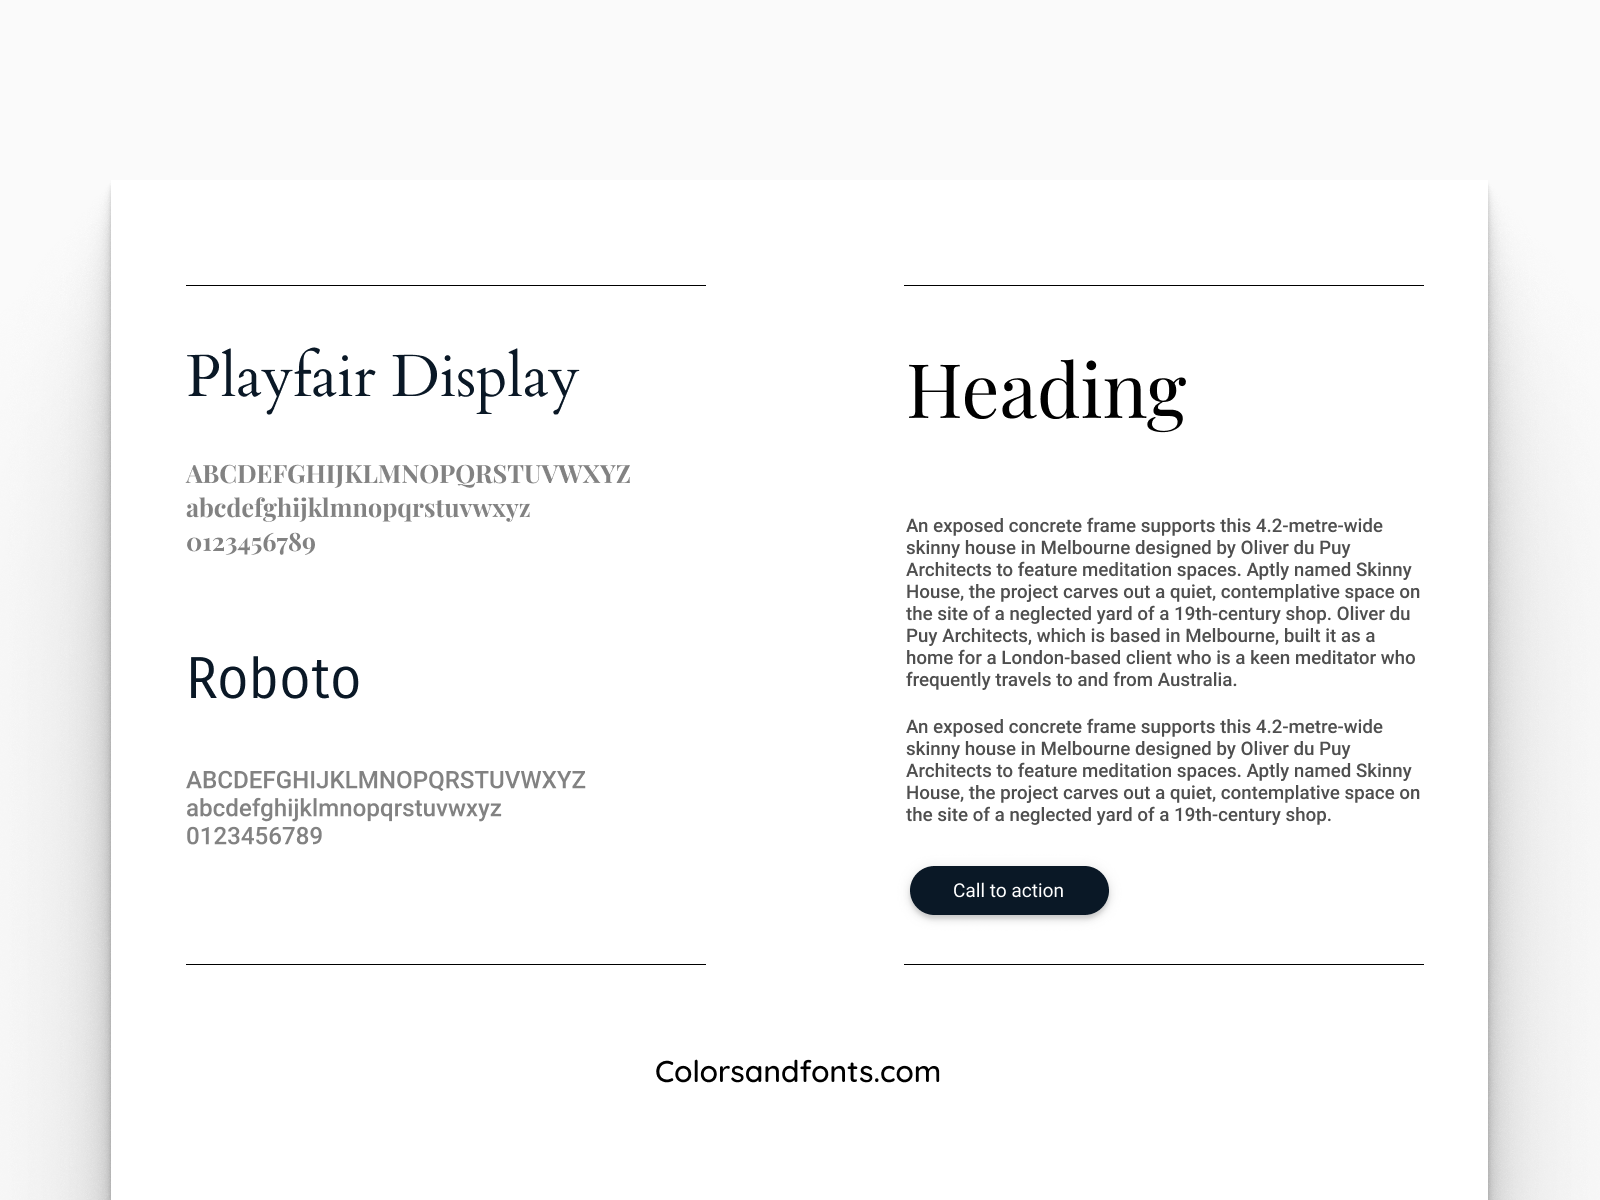 Playfair Display
ABCDEFGHIJKLMNOPQRSTUVWXYZ
abcdefghijklmnopqrstuvwxyz
0123456789
Roboto
ABCDEFGHIJKLMNOPQRSTUVWXYZ
abcdefghijklmnopqrstuvwxyz
0123456789
Heading
An exposed concrete frame supports this 4.2-metre-wide
skinny house in Melbourne designed by Oliver du Puy
Architects to feature meditation spaces. Aptly named Skinny
House, the project carves out a quiet, contemplative space on
the site of a neglected yard of a 19th-century shop. Oliver du
Puy Architects, which is based in Melbourne, built it as a
home for a London-based client who is a keen meditator who
frequently travels to and from Australia.
An exposed concrete frame supports this 4.2-metre-wide
skinny house in Melbourne designed by Oliver du Puy
Architects to feature meditation spaces. Aptly named Skinny
House, the project carves out a quiet, contemplative space on
the site of a neglected yard of a 19th-century shop.
Call to action
Colorsandfonts.com